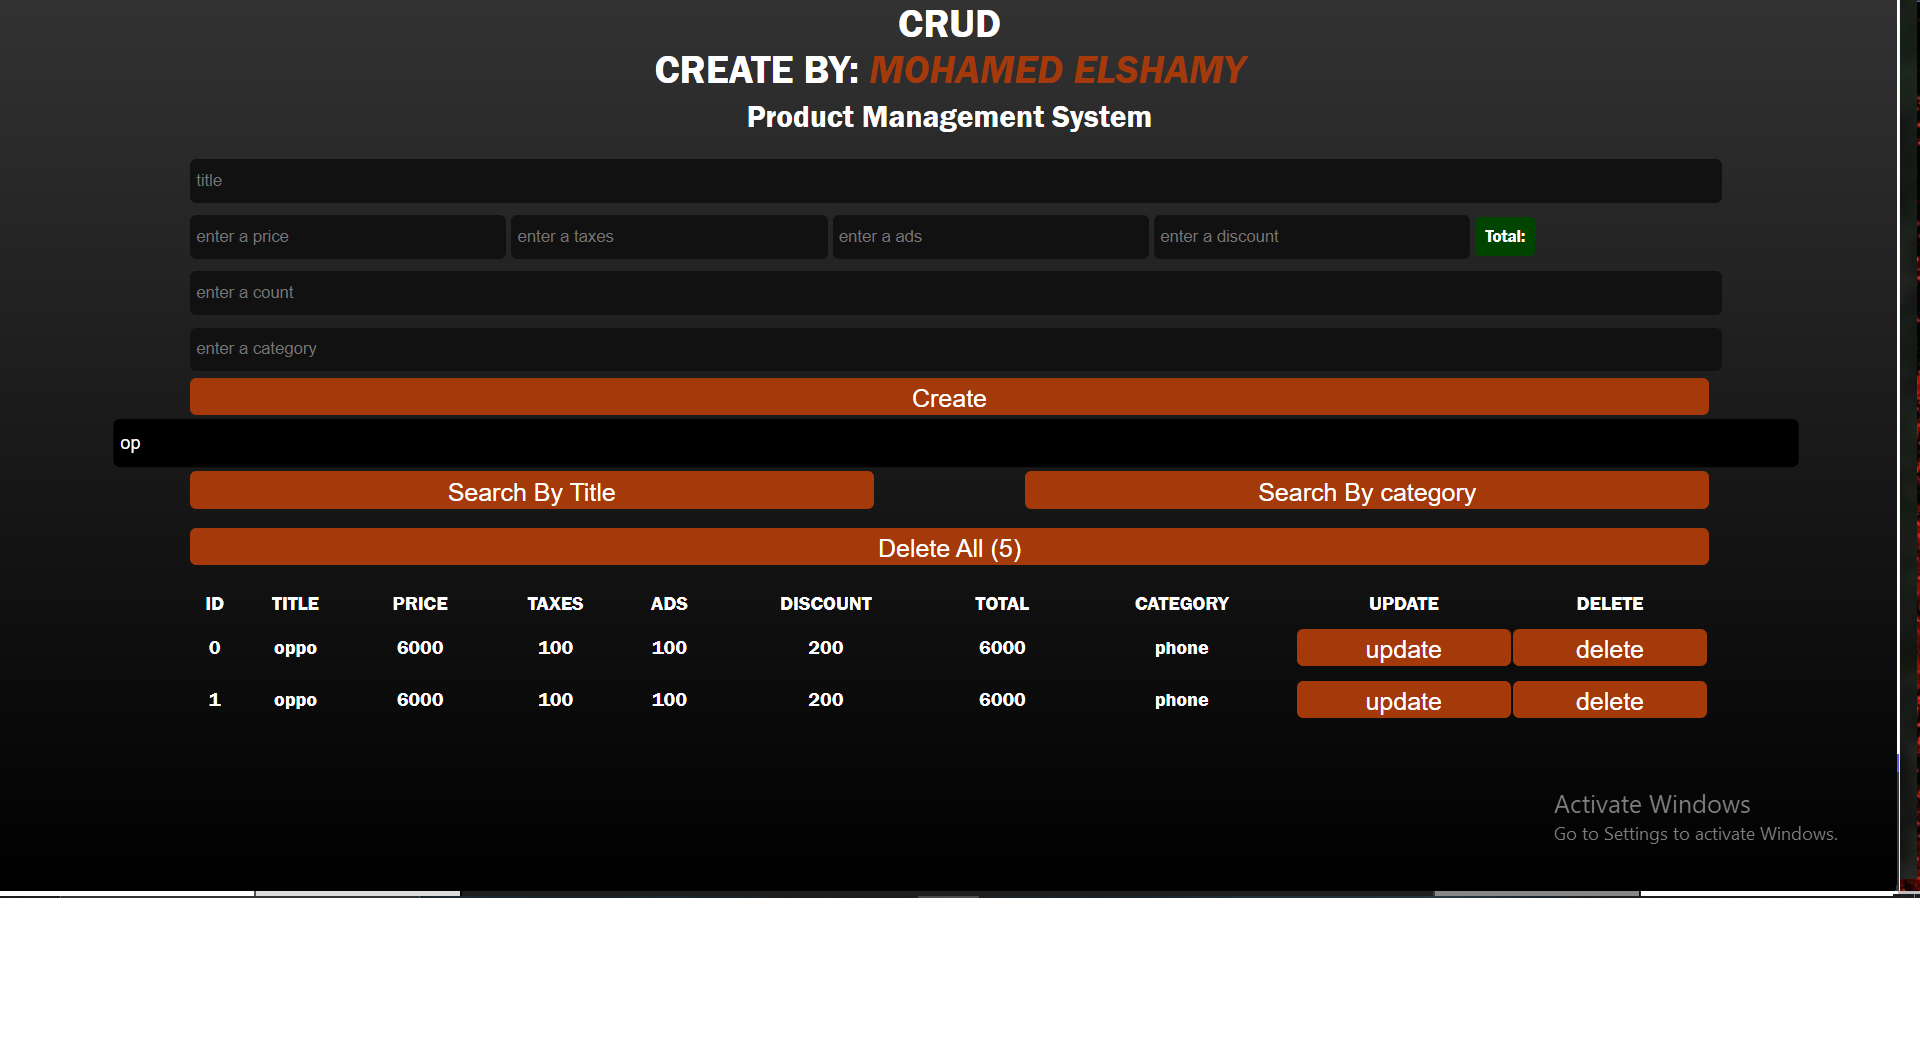 CRUD
CREATE BY: MOHAMED ELSHAMY
Product Management System
title
enter a price enter a taxes enter a ads enter a discount Total:
enter a count
enter a category
Create
op
Search By Title Search By category
Delete All (5)
ID TITLE PRICE TAXES ADS DISCOUNT TOTAL CATEGORY UPDATE DELETE
0 oppo 6000 100 100 200 6000 phone update delete
1 oppo 6000 100 100 200 6000 phone update delete
Activate Windows
Go to Settings to activate Windows.